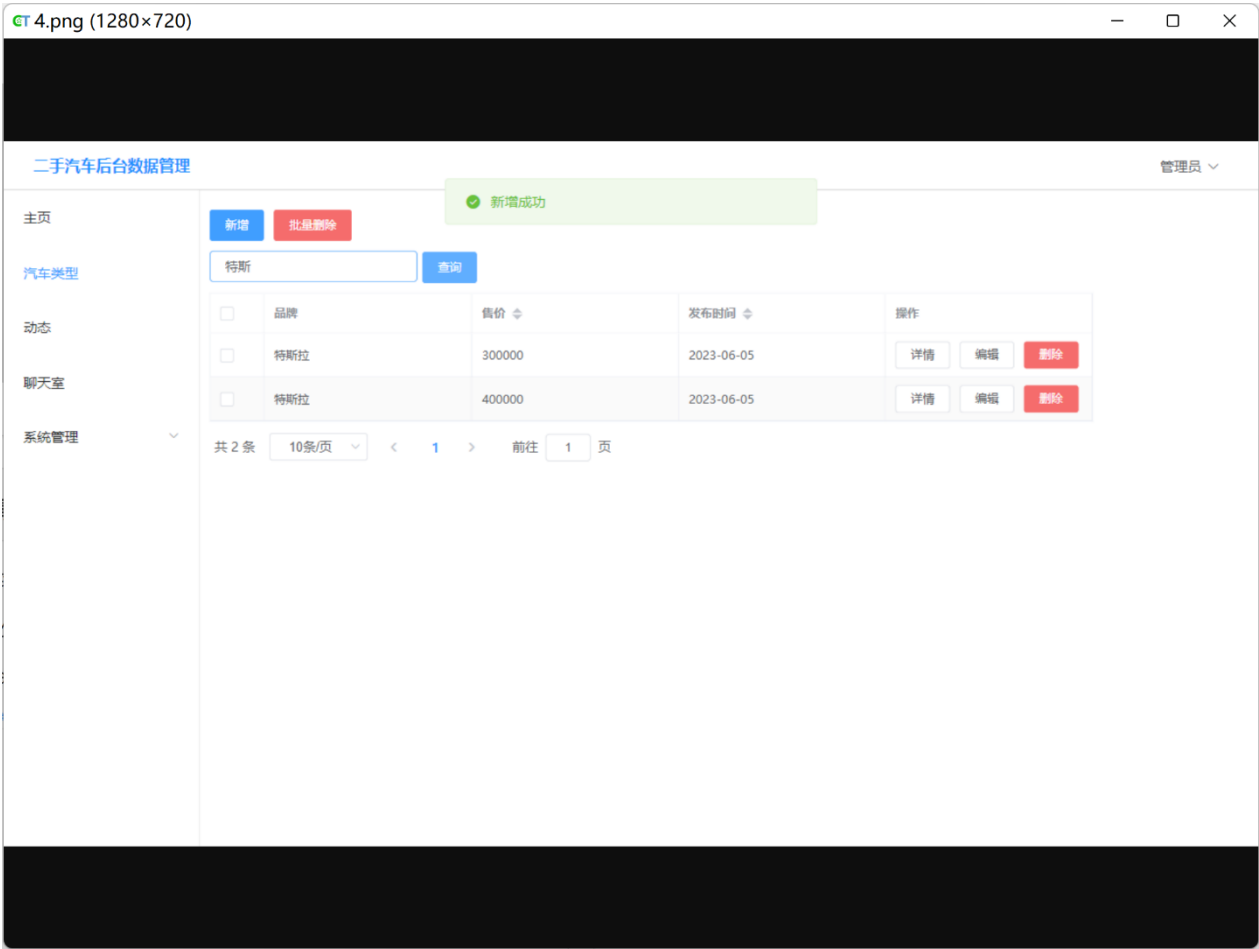 4.png (1280×720)
二手汽车后台数据管理
管理员
新增成功
主页
汽车类型
动态
聊天室
系统管理
新增 批量删除
特斯 查询
品牌 售价 发布时间 操作
特斯拉 300000 2023-06-05 详情 编辑 删除
特斯拉 400000 2023-06-05 详情 编辑 删除
共 2 条 10条/页 1 前往 1 页